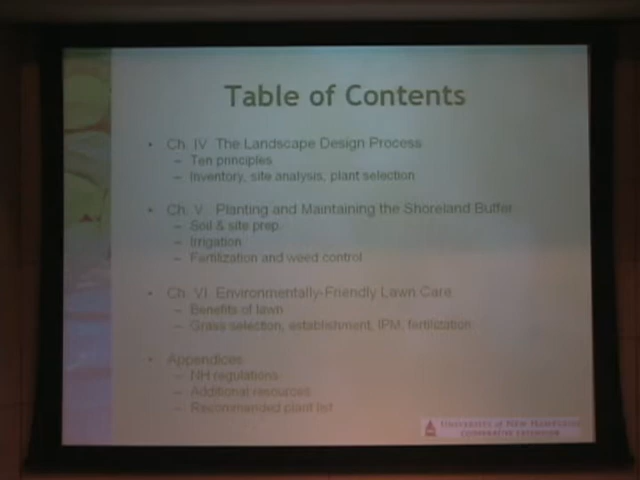 Table of Contents
• Ch. IV. The Landscape Design Process
– Ten principles
– Inventory, site analysis, plant selection
• Ch. V. Planting and Maintaining the Shoreland Buffer
– Soil & site prep.
– Irrigation
– Fertilization and weed control
• Ch. VI. Environmentally-Friendly Lawn Care
– Benefits of lawn
– Grass selection, establishment, IPM, fertilization
• Appendices
– NH regulations
– Additional resources
– Recommended plant list
UNIVERSITY of NEW HAMPSHIRE
COOPERATIVE EXTENSION